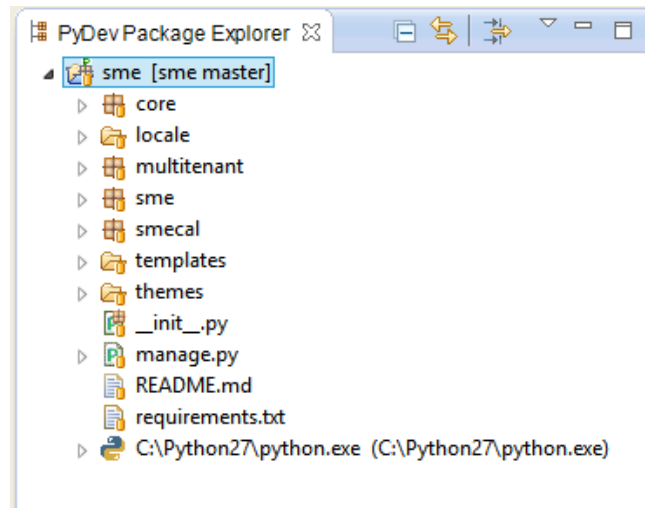 PyDev Package Explorer
sme [sme master]
core
locale
multitenant
sme
smecal
templates
themes
__init__.py
manage.py
README.md
requirements.txt
C:\Python27\python.exe (C:\Python27\python.exe)